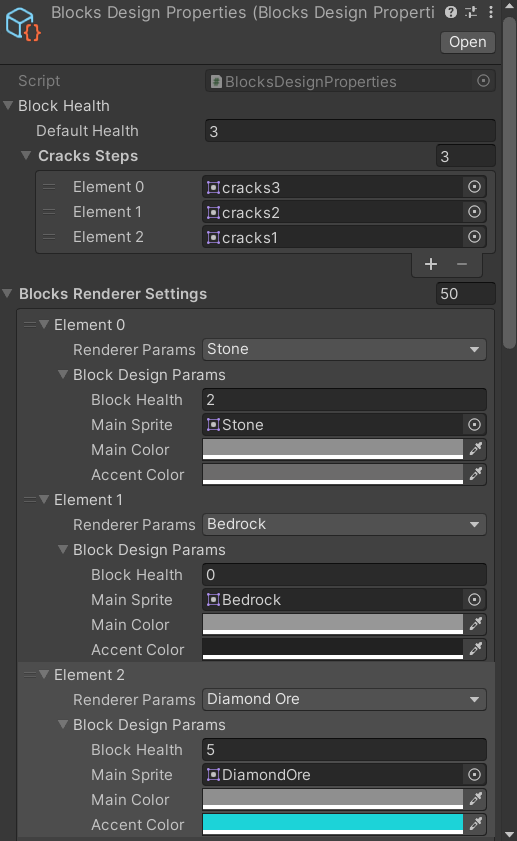 Blocks Design Properties (Blocks Design Properti
Open
Script BlocksDesignProperties
Block Health
Default Health 3
Cracks Steps 3
Element 0 cracks3
Element 1 cracks2
Element 2 cracks1
+ −
Blocks Renderer Settings 50
Element 0
Renderer Params Stone
Block Design Params
Block Health 2
Main Sprite Stone
Main Color
Accent Color
Element 1
Renderer Params Bedrock
Block Design Params
Block Health 0
Main Sprite Bedrock
Main Color
Accent Color
Element 2
Renderer Params Diamond Ore
Block Design Params
Block Health 5
Main Sprite DiamondOre
Main Color
Accent Color